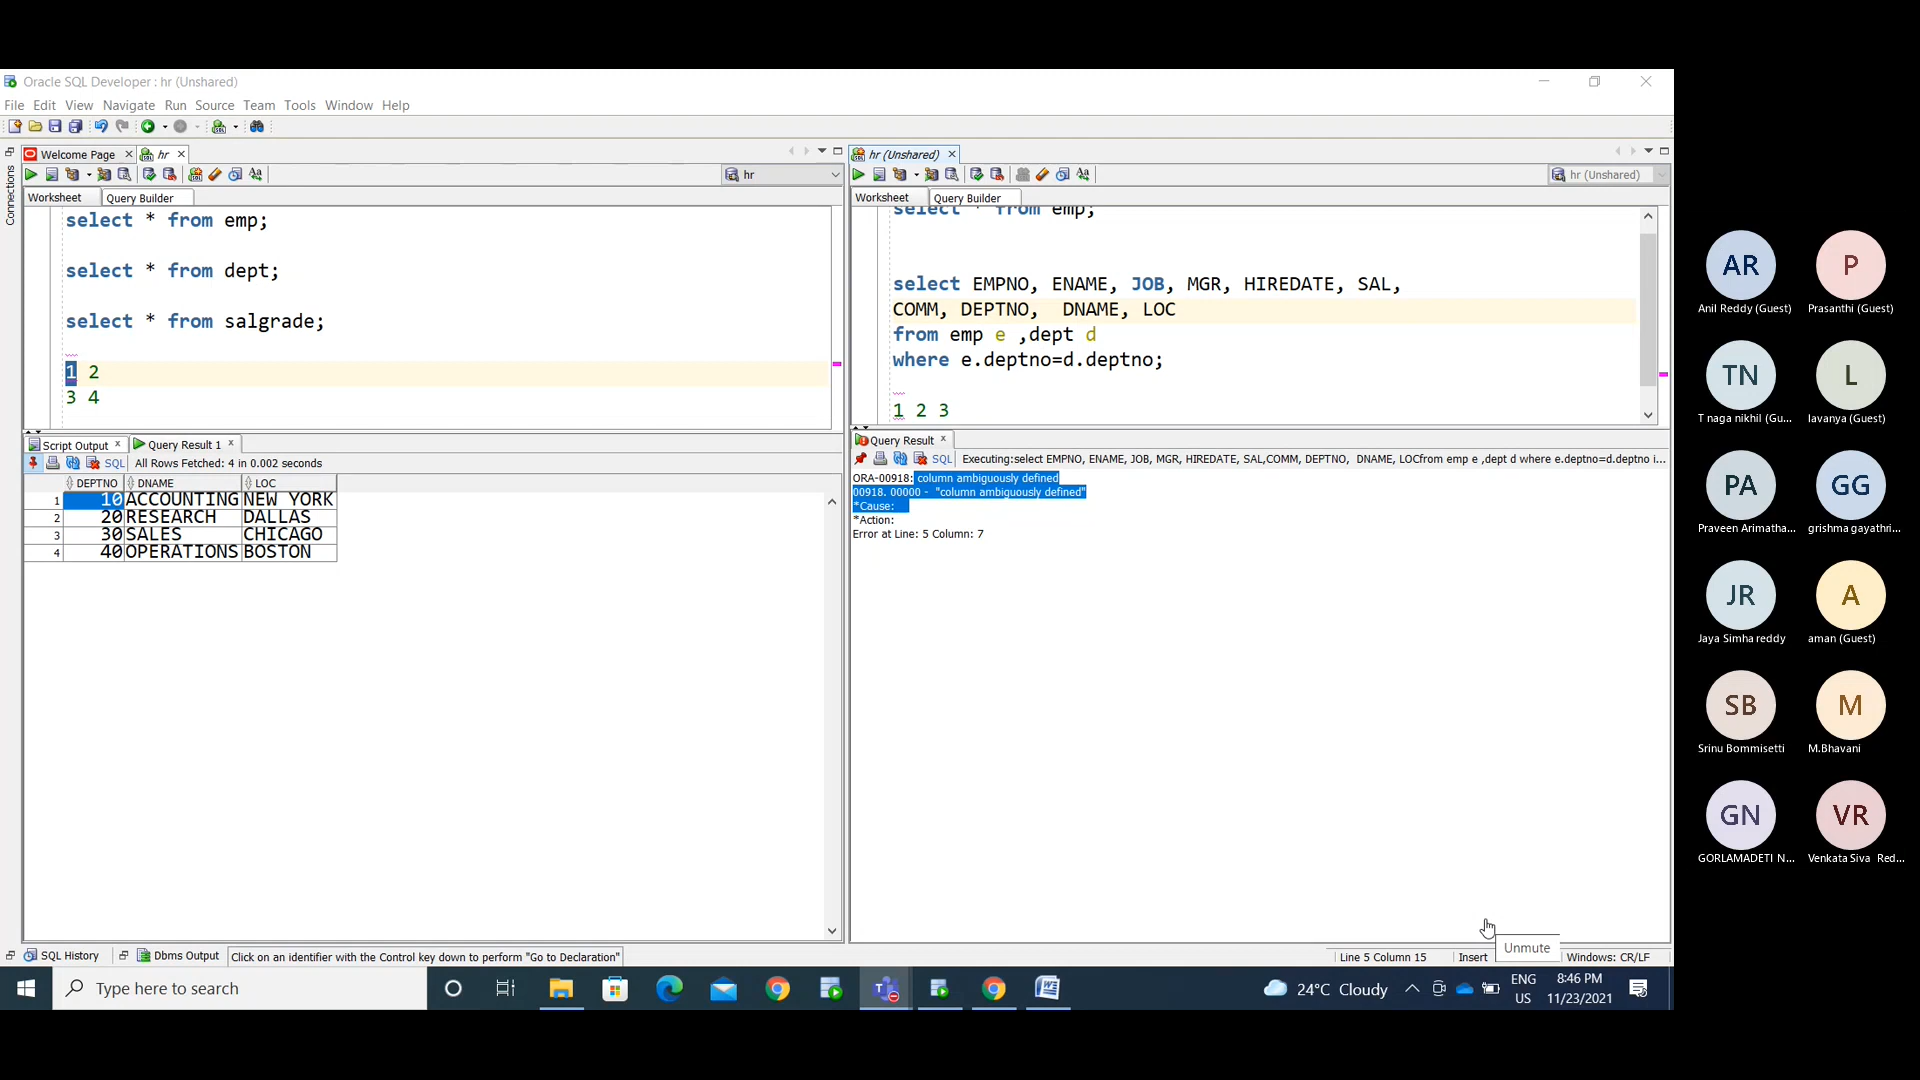 Oracle SQL Developer : hr (Unshared)
File Edit View Navigate Run Source Team Tools Window Help
Connections
Welcome Page
hr
hr
Worksheet Query Builder
select * from emp;
select * from dept;
select * from salgrade;
1 2
3 4
Script Output Query Result 1
SQL All Rows Fetched: 4 in 0.002 seconds
DEPTNO DNAME LOC
1 10 ACCOUNTING NEW YORK
2 20 RESEARCH DALLAS
3 30 SALES CHICAGO
4 40 OPERATIONS BOSTON
hr (Unshared)
hr (Unshared)
Worksheet Query Builder
select * from emp;
select EMPNO, ENAME, JOB, MGR, HIREDATE, SAL,
COMM, DEPTNO, DNAME, LOC
from emp e ,dept d
where e.deptno=d.deptno;
1 2 3
Query Result
SQL Executing:select EMPNO, ENAME, JOB, MGR, HIREDATE, SAL,COMM, DEPTNO, DNAME, LOCfrom emp e ,dept d where e.deptno=d.deptno i...
ORA-00918: column ambiguously defined
00918. 00000 - "column ambiguously defined"
*Cause:
*Action:
Error at Line: 5 Column: 7
SQL History Dbms Output Click on an identifier with the Control key down to perform "Go to Declaration"
Line 5 Column 15 Insert Windows: CR/LF
Unmute
Type here to search
24°C Cloudy
ENG
US
8:46 PM
11/23/2021
AR P
Anil Reddy (Guest) Prasanthi (Guest)
TN L
T naga nikhil (Gu... lavanya (Guest)
PA GG
Praveen Arimatha... grishma gayathri...
JR A
Jaya Simha reddy aman (Guest)
SB M
Srinu Bommisetti M.Bhavani
GN VR
GORLAMADETI N... Venkata Siva Red...